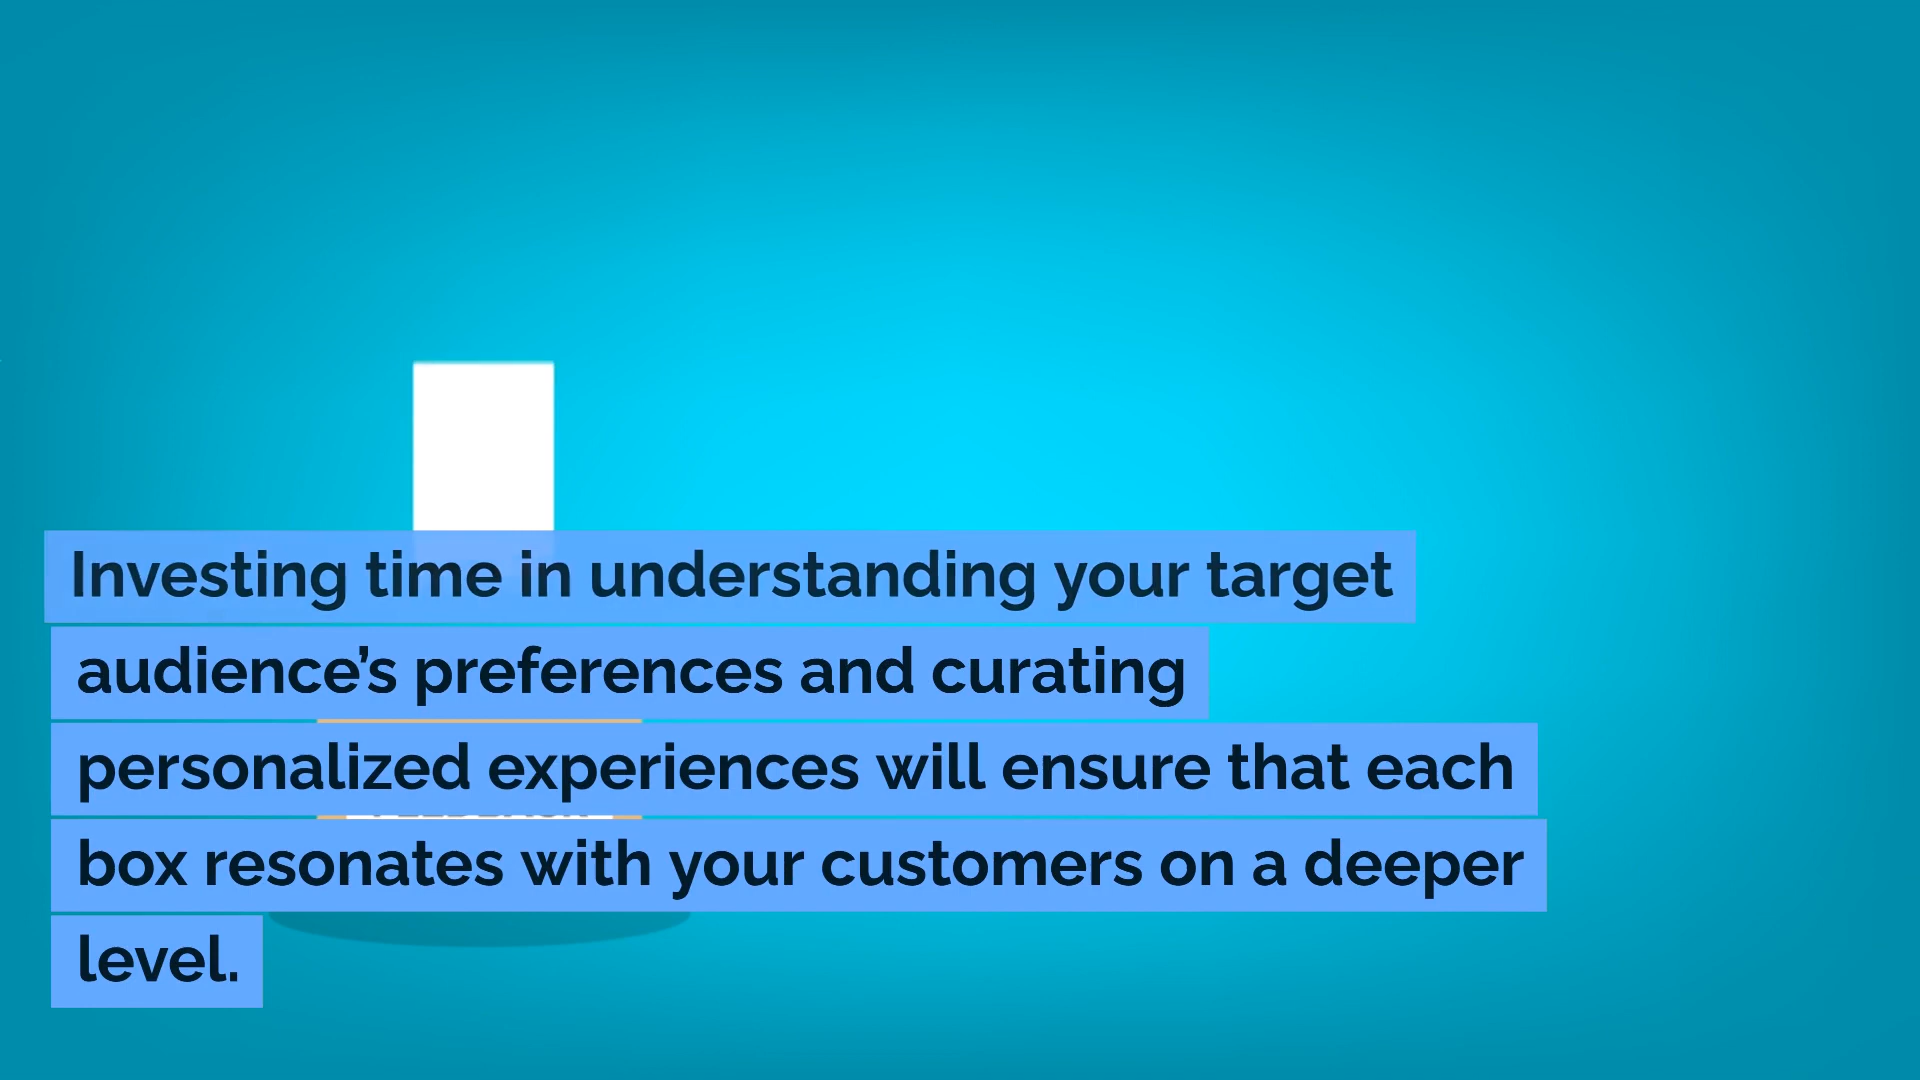 Investing time in understanding your target
audience’s preferences and curating
personalized experiences will ensure that each
box resonates with your customers on a deeper
level.